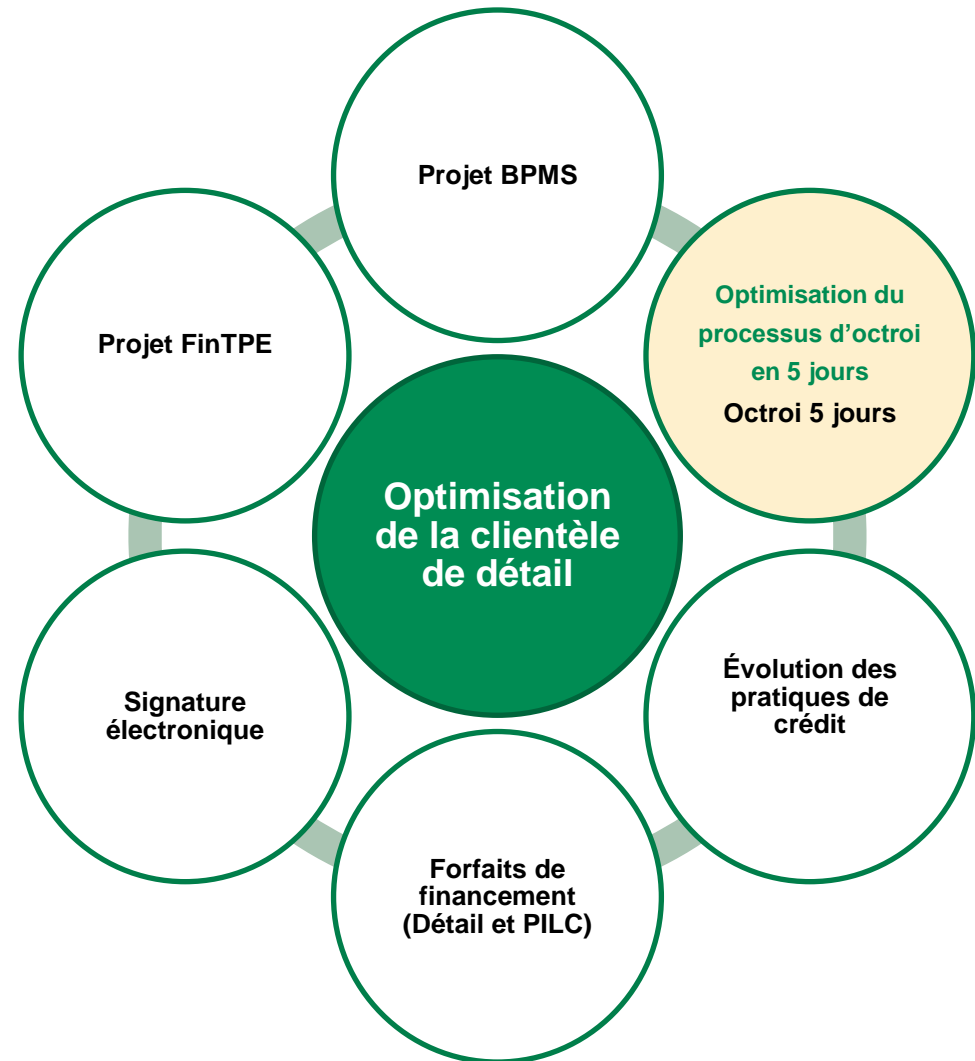 Projet BPMS
Optimisation du
processus d’octroi
en 5 jours
Octroi 5 jours
Projet FinTPE
Optimisation
de la clientèle
de détail
Évolution des
pratiques de
crédit
Signature
électronique
Forfaits de
financement
(Détail et PILC)